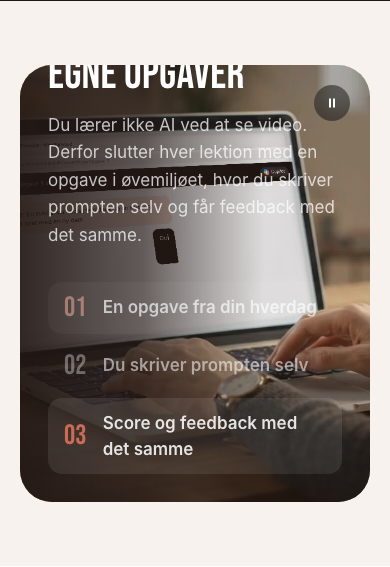 EGNE OPGAVER
Du lærer ikke AI ved at se video.
Derfor slutter hver lektion med en
opgave i øvemiljøet, hvor du skriver
prompten selv og får feedback med
det samme.
01 En opgave fra din hverdag
02 Du skriver prompten selv
03 Score og feedback med
det samme